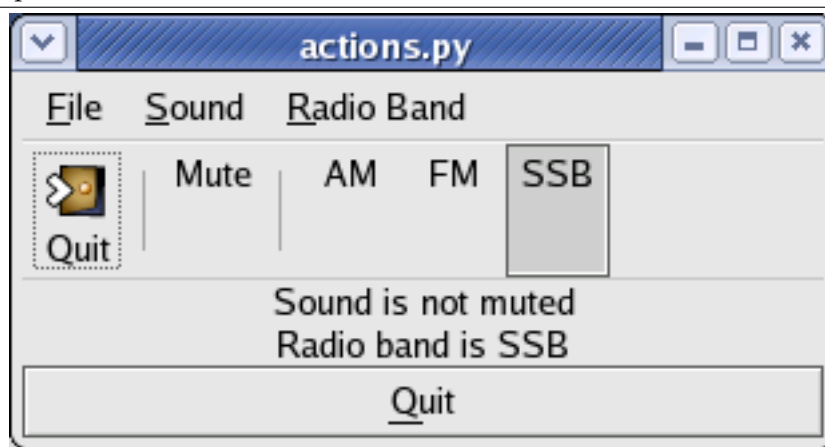 actions.py
File Sound Radio Band
Mute AM FM SSB
Quit
Sound is not muted
Radio band is SSB
Quit